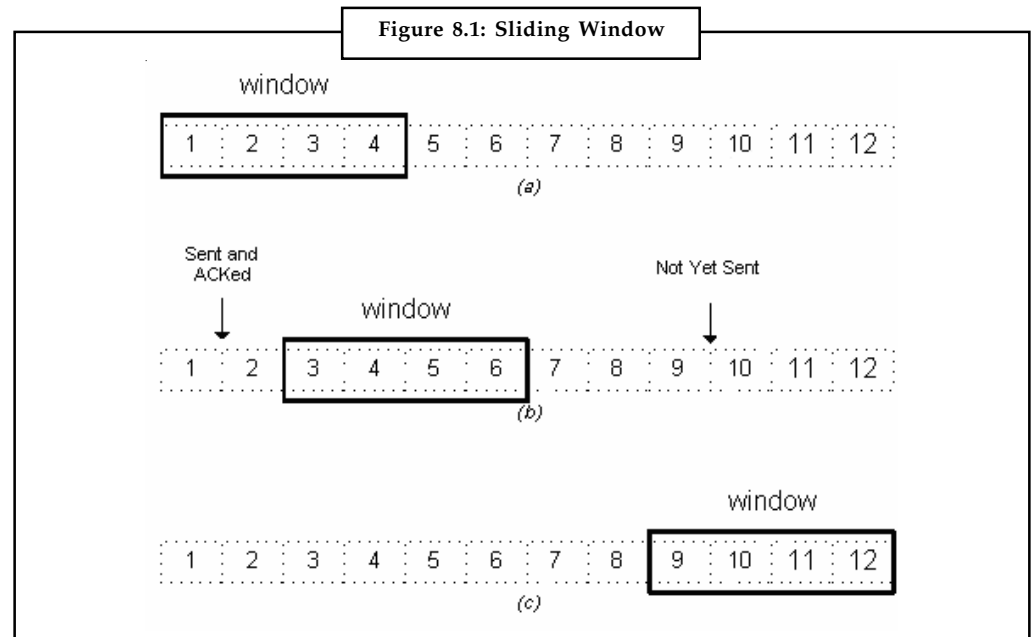 Figure 8.1: Sliding Window
window
1 2 3 4 5 6 7 8 9 10 11 12
(a)
Sent and
ACKed
Not Yet Sent
window
1 2 3 4 5 6 7 8 9 10 11 12
(b)
window
1 2 3 4 5 6 7 8 9 10 11 12
(c)